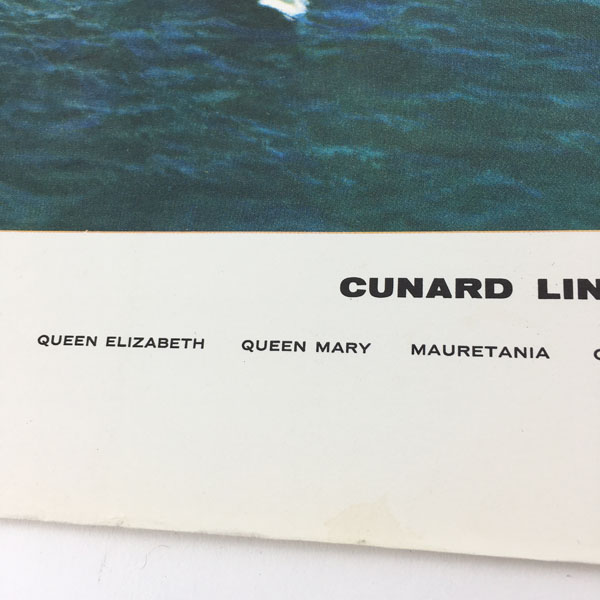 CUNARD LIN
QUEEN ELIZABETH QUEEN MARY MAURETANIA